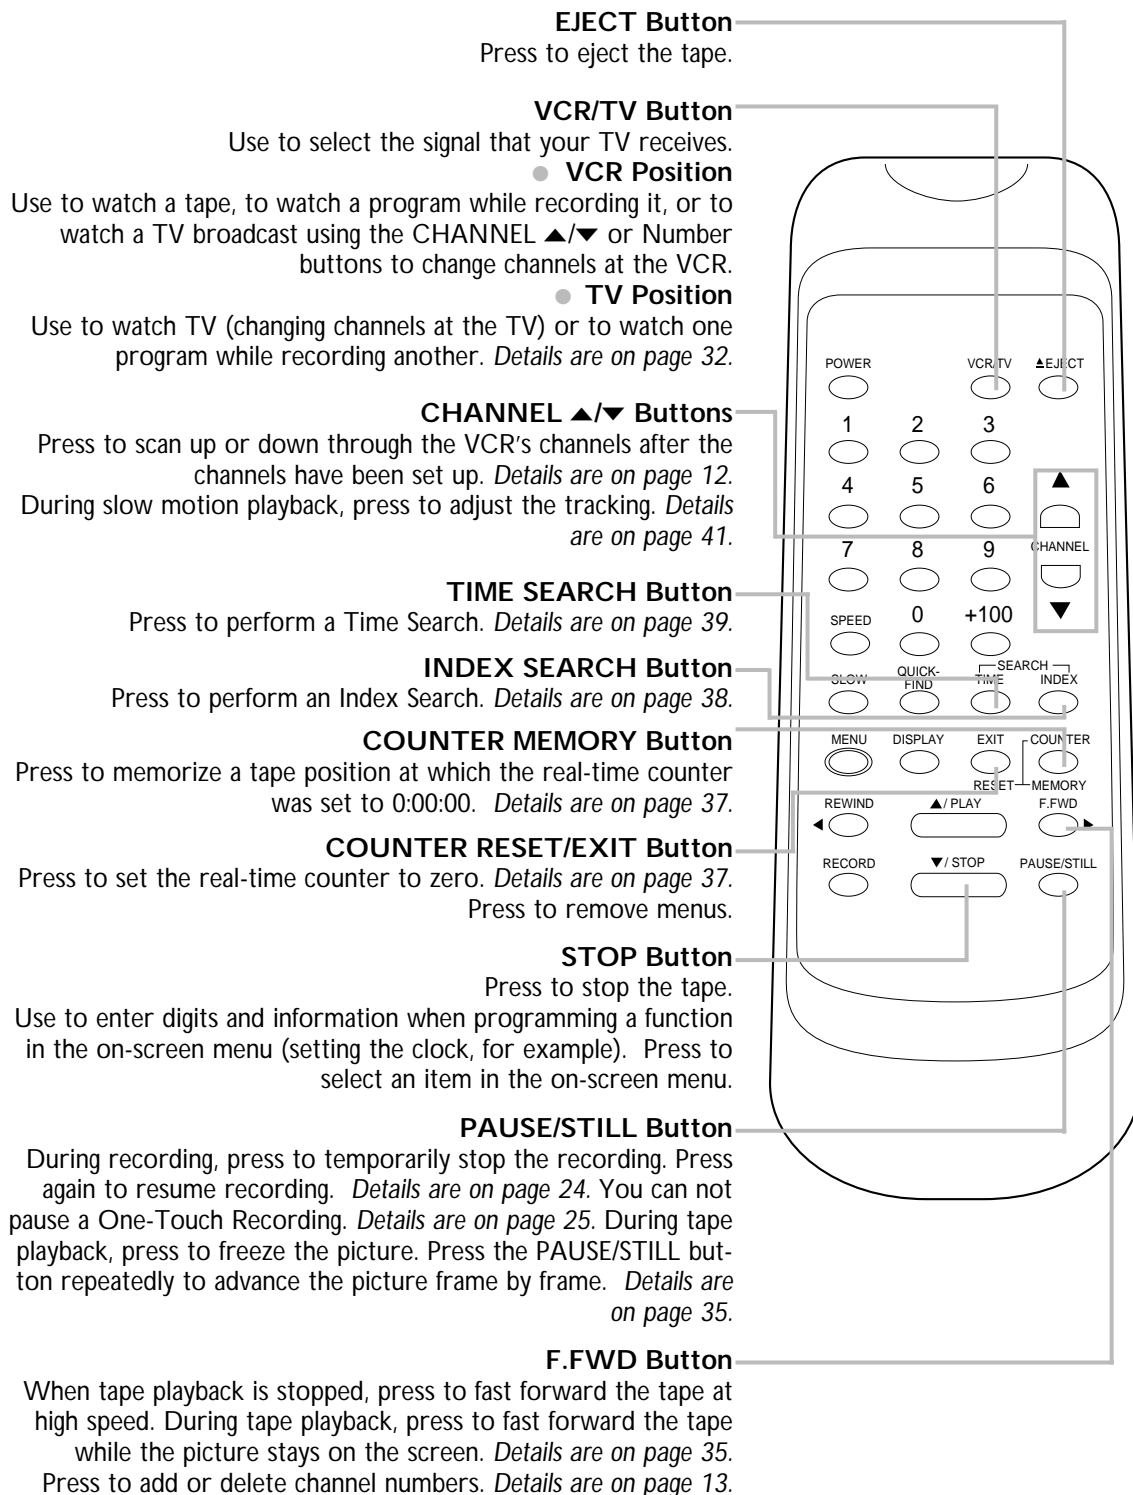 EJECT Button
Press to eject the tape.
VCR/TV Button
Use to select the signal that your TV receives.
● VCR Position
Use to watch a tape, to watch a program while recording it, or to
watch a TV broadcast using the CHANNEL ▲/▼ or Number
buttons to change channels at the VCR.
● TV Position
Use to watch TV (changing channels at the TV) or to watch one
program while recording another. Details are on page 32.
CHANNEL ▲/▼ Buttons
Press to scan up or down through the VCR's channels after the
channels have been set up. Details are on page 12.
During slow motion playback, press to adjust the tracking. Details
are on page 41.
TIME SEARCH Button
Press to perform a Time Search. Details are on page 39.
INDEX SEARCH Button
Press to perform an Index Search. Details are on page 38.
COUNTER MEMORY Button
Press to memorize a tape position at which the real-time counter
was set to 0:00:00. Details are on page 37.
COUNTER RESET/EXIT Button
Press to set the real-time counter to zero. Details are on page 37.
Press to remove menus.
STOP Button
Press to stop the tape.
Use to enter digits and information when programming a function
in the on-screen menu (setting the clock, for example). Press to
select an item in the on-screen menu.
PAUSE/STILL Button
During recording, press to temporarily stop the recording. Press
again to resume recording. Details are on page 24. You can not
pause a One-Touch Recording. Details are on page 25. During tape
playback, press to freeze the picture. Press the PAUSE/STILL but-
ton repeatedly to advance the picture frame by frame. Details are
on page 35.
F.FWD Button
When tape playback is stopped, press to fast forward the tape at
high speed. During tape playback, press to fast forward the tape
while the picture stays on the screen. Details are on page 35.
Press to add or delete channel numbers. Details are on page 13.
POWER VCR/TV ▲EJECT
1 2 3
4 5 6 ▲
7 8 9 CHANNEL
SPEED 0 +100 ▼
SEARCH
SLOW QUICK-
FIND TIME INDEX
MENU DISPLAY EXIT COUNTER
RESET MEMORY
REWIND ▲/ PLAY F.FWD
◀ ▶
RECORD ▼/ STOP PAUSE/STILL